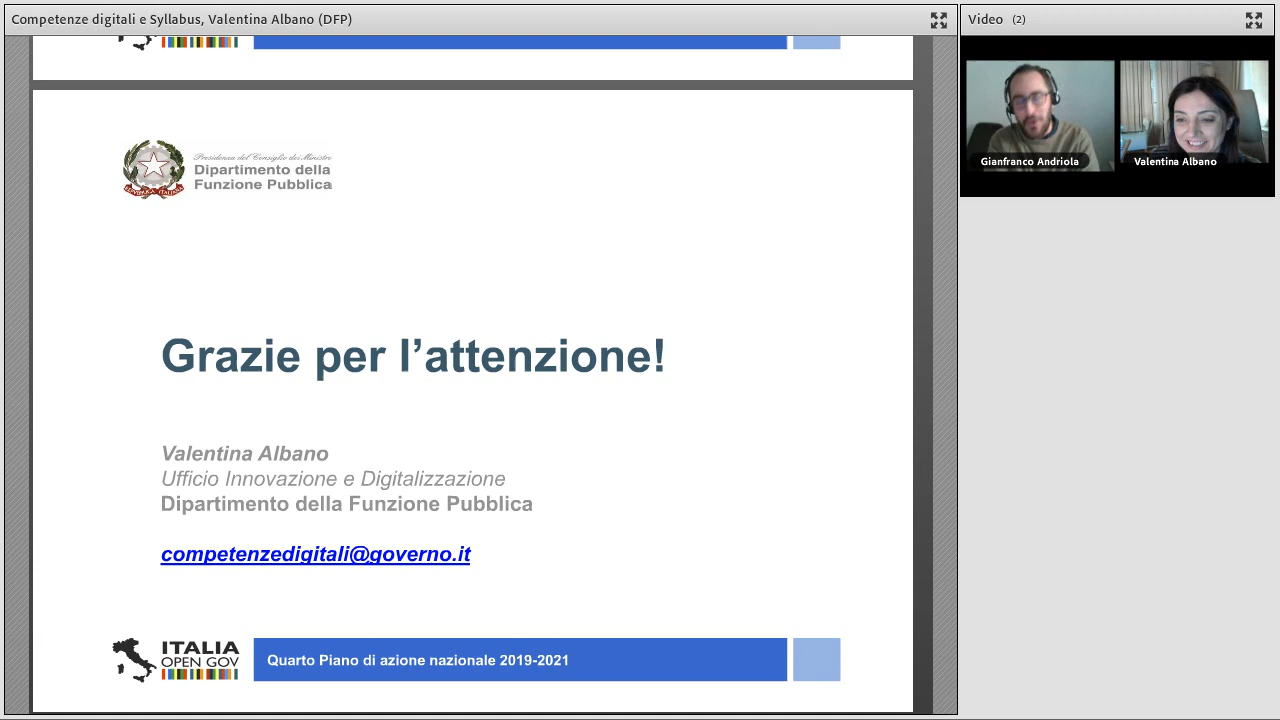 Competenze digitali e Syllabus, Valentina Albano (DFP)
Video (2)
Gianfranco Andriola
Valentina Albano
Presidenza del Consiglio dei Ministri
Dipartimento della
Funzione Pubblica
Grazie per l’attenzione!
Valentina Albano
Ufficio Innovazione e Digitalizzazione
Dipartimento della Funzione Pubblica
competenzedigitali@governo.it
ITALIA
OPEN GOV
Quarto Piano di azione nazionale 2019-2021